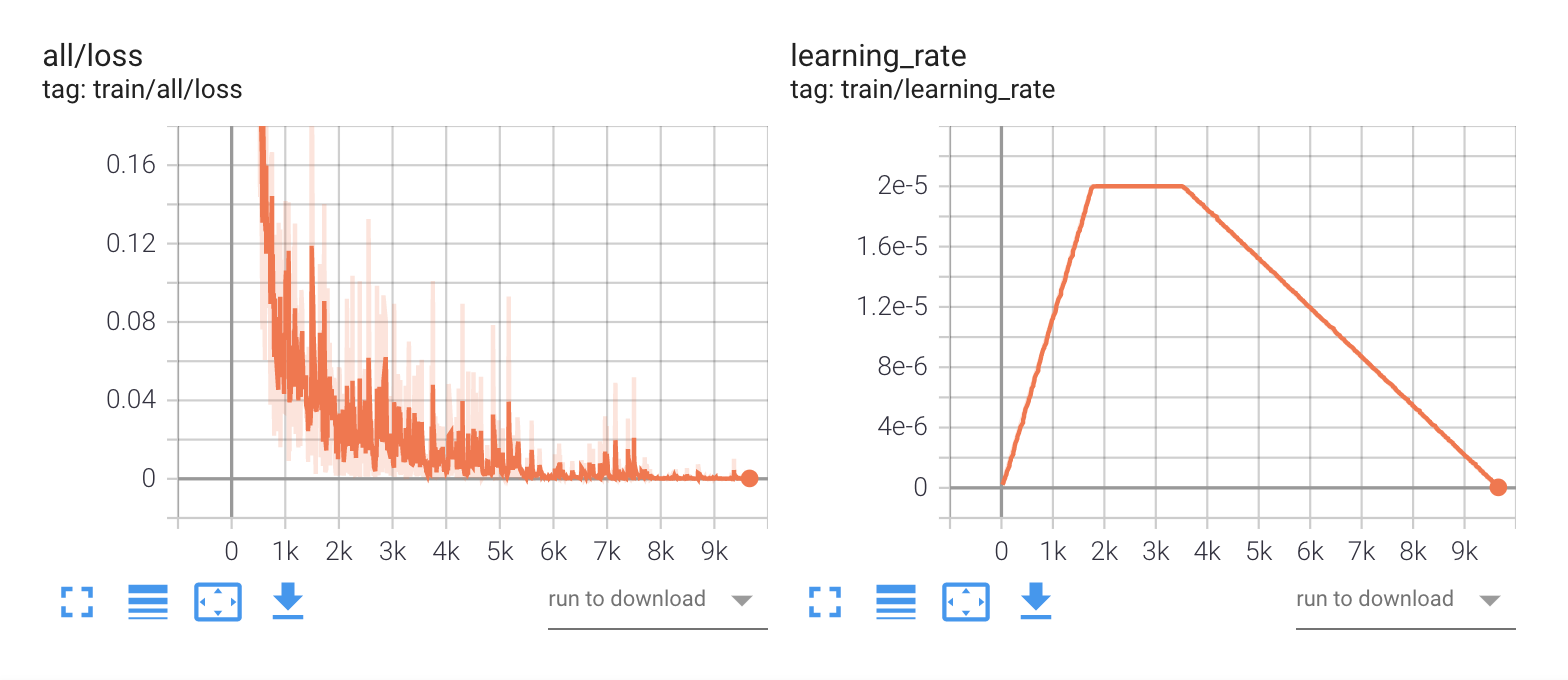 all/loss
tag: train/all/loss
0.16
0.12
0.08
0.04
0
0 1k 2k 3k 4k 5k 6k 7k 8k 9k
run to download
learning_rate
tag: train/learning_rate
2e-5
1.6e-5
1.2e-5
8e-6
4e-6
0
0 1k 2k 3k 4k 5k 6k 7k 8k 9k
run to download